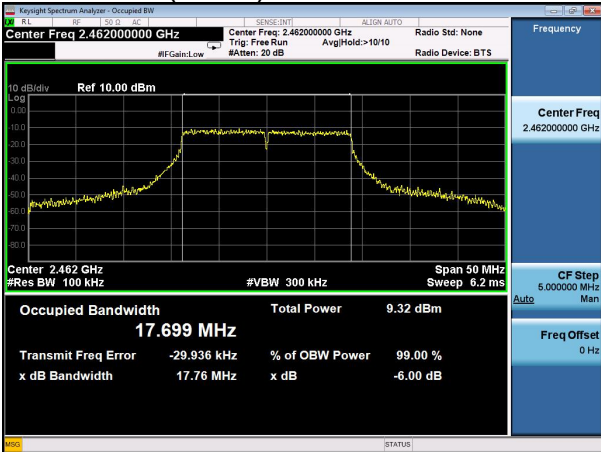 Keysight Spectrum Analyzer - Occupied BW
LXI RL RF 50 Ω AC SENSE:INT ALIGN AUTO
Center Freq 2.462000000 GHz
Center Freq: 2.462000000 GHz
Radio Std: None
Trig: Free Run Avg|Hold:>10/10
#IFGain:Low
#Atten: 20 dB
Radio Device: BTS
Frequency
10 dB/div Ref 10.00 dBm
Log
0.00
-10.0
-20.0
-30.0
-40.0
-50.0
-60.0
-70.0
-80.0
Center Freq
2.462000000 GHz
Center 2.462 GHz
Span 50 MHz
#Res BW 100 kHz
#VBW 300 kHz
Sweep 6.2 ms
CF Step
5.000000 MHz
Auto Man
Occupied Bandwidth
17.699 MHz
Total Power 9.32 dBm
Transmit Freq Error -29.936 kHz
% of OBW Power 99.00 %
x dB Bandwidth 17.76 MHz
x dB -6.00 dB
Freq Offset
0 Hz
MSG
STATUS